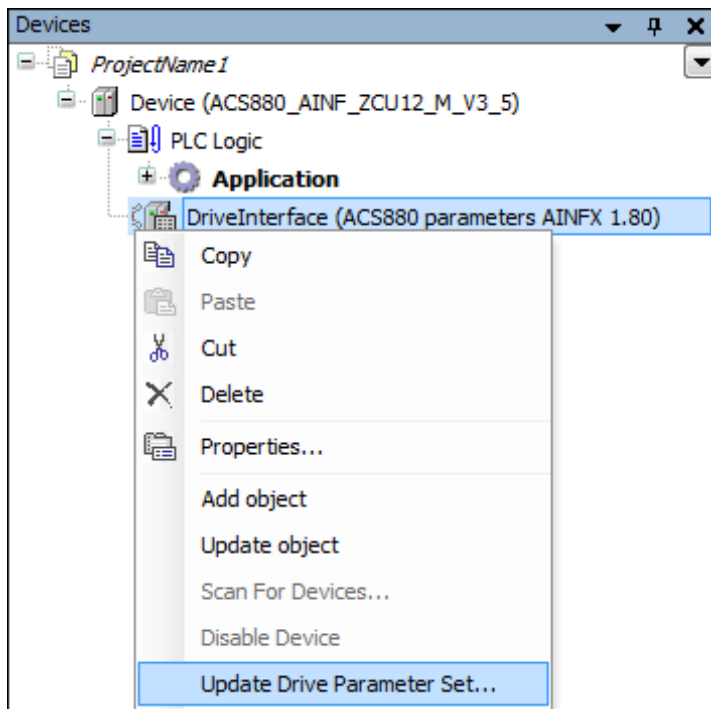 Devices
ProjectName1
Device (ACS880_AINF_ZCU12_M_V3_5)
PLC Logic
Application
DriveInterface (ACS880 parameters AINFX 1.80)
Copy
Paste
Cut
Delete
Properties...
Add object
Update object
Scan For Devices...
Disable Device
Update Drive Parameter Set...